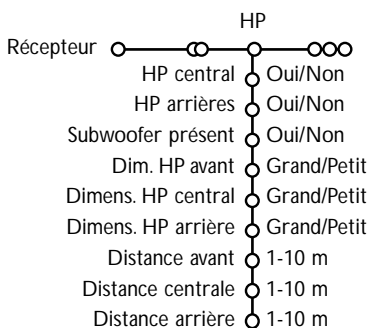 HP
Récepteur
HP central Oui/Non
HP arrières Oui/Non
Subwoofer présent Oui/Non
Dim. HP avant Grand/Petit
Dimens. HP central Grand/Petit
Dimens. HP arrière Grand/Petit
Distance avant 1-10 m
Distance centrale 1-10 m
Distance arrière 1-10 m